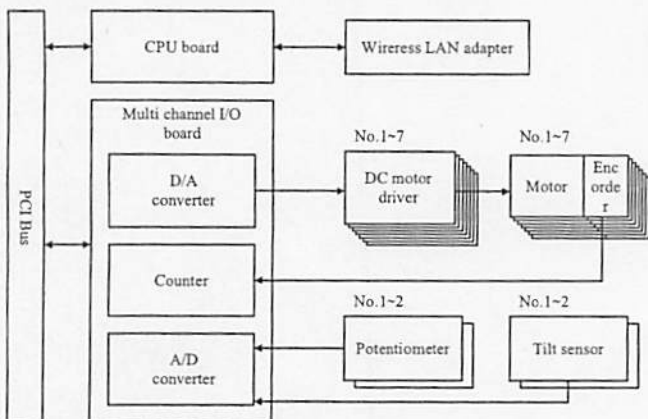 CPU board
Wireress LAN adapter
PCI Bus
Multi channel I/O
board
No.1~7
No.1~7
D/A
converter
DC motor
driver
Motor
Enc
orde
r
Counter
No.1~2
No.1~2
A/D
converter
Potentiometer
Tilt sensor